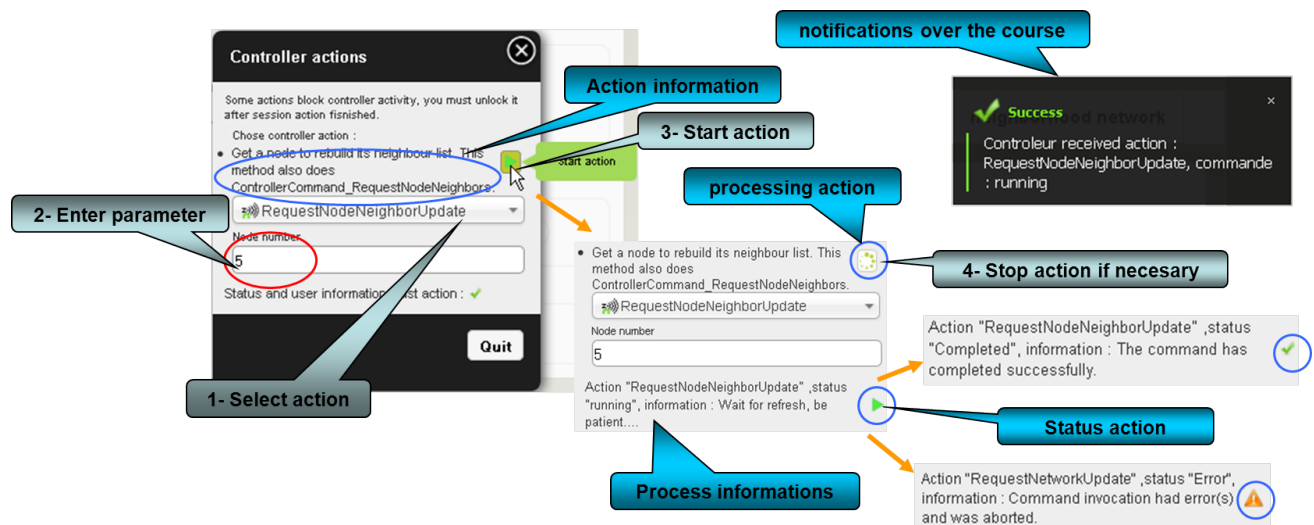 notifications over the course
Controller actions
Some actions block controller activity, you must unlock it
after session action fisnished.
Chose controller action :
Get a node to rebuild its neighbour list. This
method also does
ControllerCommand_RequestNodeNeighbors.
RequestNodeNeighborUpdate
Node number
5
Status and user information last action :
Quit
Action information
3- Start action
Start action
2- Enter parameter
1- Select action
Success
×
network
Controleur received action :
RequestNodeNeighborUpdate, commande
: running
processing action
Get a node to rebuild its neighbour list. This
method also does
ControllerCommand_RequestNodeNeighbors.
RequestNodeNeighborUpdate
Node number
5
Action "RequestNodeNeighborUpdate" ,status
"running", information : Wait for refresh, be
patient....
4- Stop action if necesary
Action "RequestNodeNeighborUpdate" ,status
"Completed", information : The command has
completed successfully.
Status action
Process informations
Action "RequestNetworkUpdate" ,status "Error",
information : Command invocation had error(s)
and was aborted.